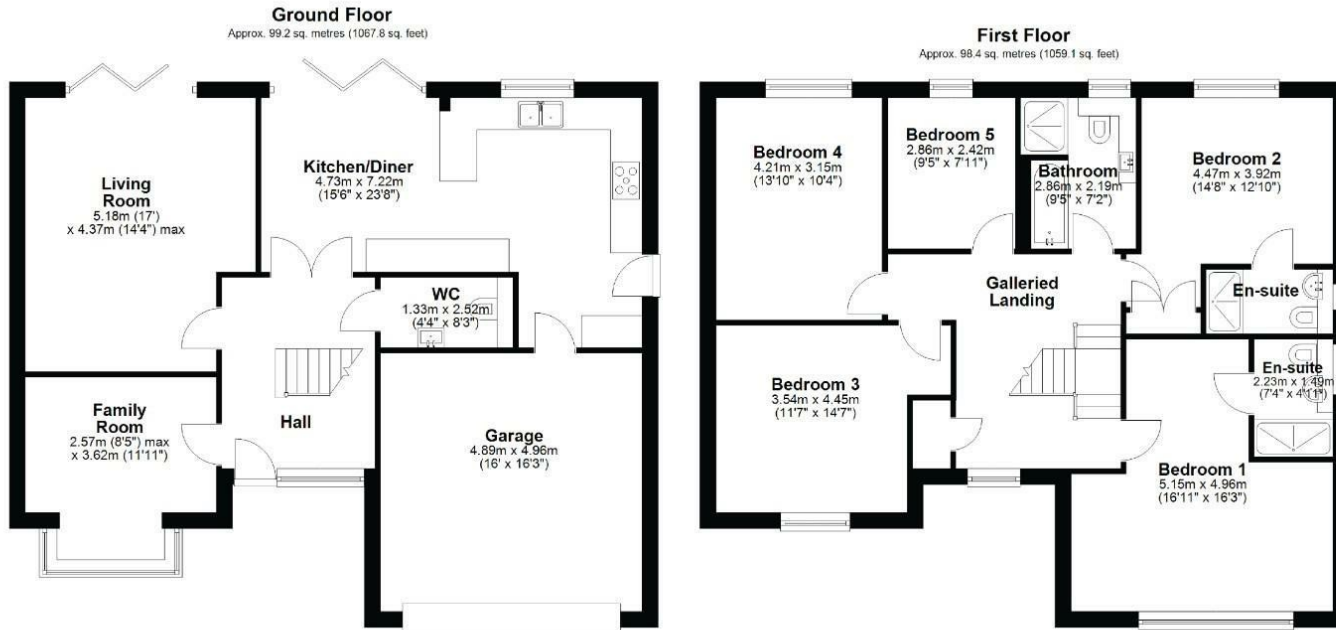 Ground Floor
Approx. 99.2 sq. metres (1067.8 sq. feet)
Living
Room
5.18m (17')
x 4.37m (14'4") max
Kitchen/Diner
4.73m x 7.22m
(15'6" x 23'8")
WC
1.33m x 2.52m
(4'4" x 8'3")
Family
Room
2.57m (8'5") max
x 3.62m (11'11")
Hall
Garage
4.89m x 4.96m
(16' x 16'3")
First Floor
Approx. 98.4 sq. metres (1059.1 sq. feet)
Bedroom 4
4.21m x 3.15m
(13'10" x 10'4")
Bedroom 5
2.86m x 2.42m
(9'5" x 7'11")
Bathroom
2.86m x 2.19m
(9'5" x 7'2")
Bedroom 2
4.47m x 3.92m
(14'8" x 12'10")
Galleried
Landing
En-suite
Bedroom 3
3.54m x 4.45m
(11'7" x 14'7")
En-suite
2.23m x 1.49m
(7'4" x 4'11")
Bedroom 1
5.15m x 4.96m
(16'11" x 16'3")